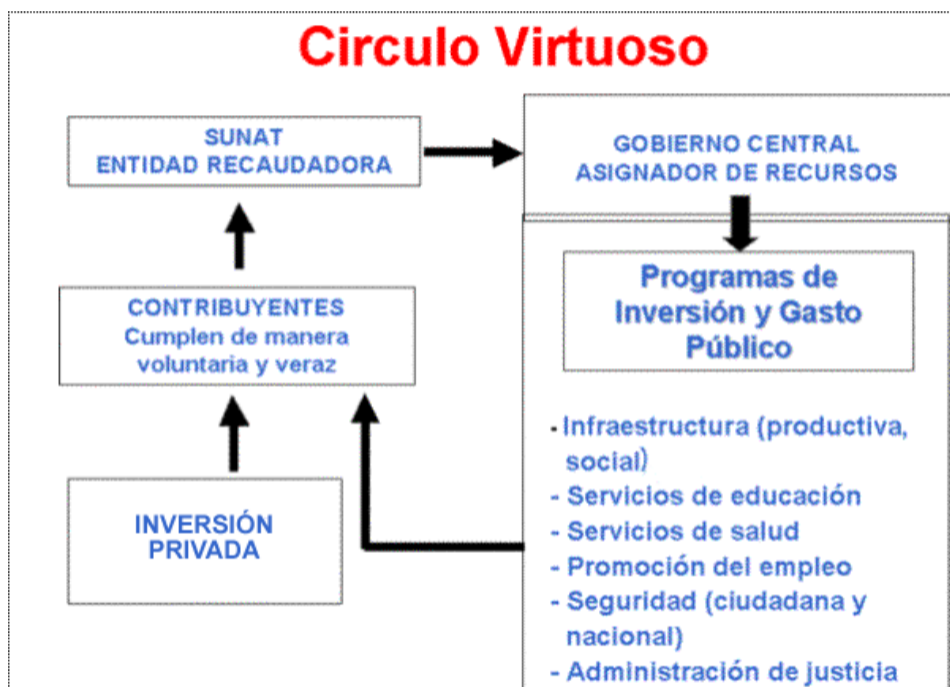 Circulo Virtuoso
SUNAT
ENTIDAD RECAUDADORA
GOBIERNO CENTRAL
ASIGNADOR DE RECURSOS
CONTRIBUYENTES
Cumplen de manera
voluntaria y veraz
Programas de
Inversión y Gasto
Público
INVERSIÓN
PRIVADA
- Infraestructura (productiva,
social)
- Servicios de educación
- Servicios de salud
- Promoción del empleo
- Seguridad (ciudadana y
nacional)
- Administración de justicia